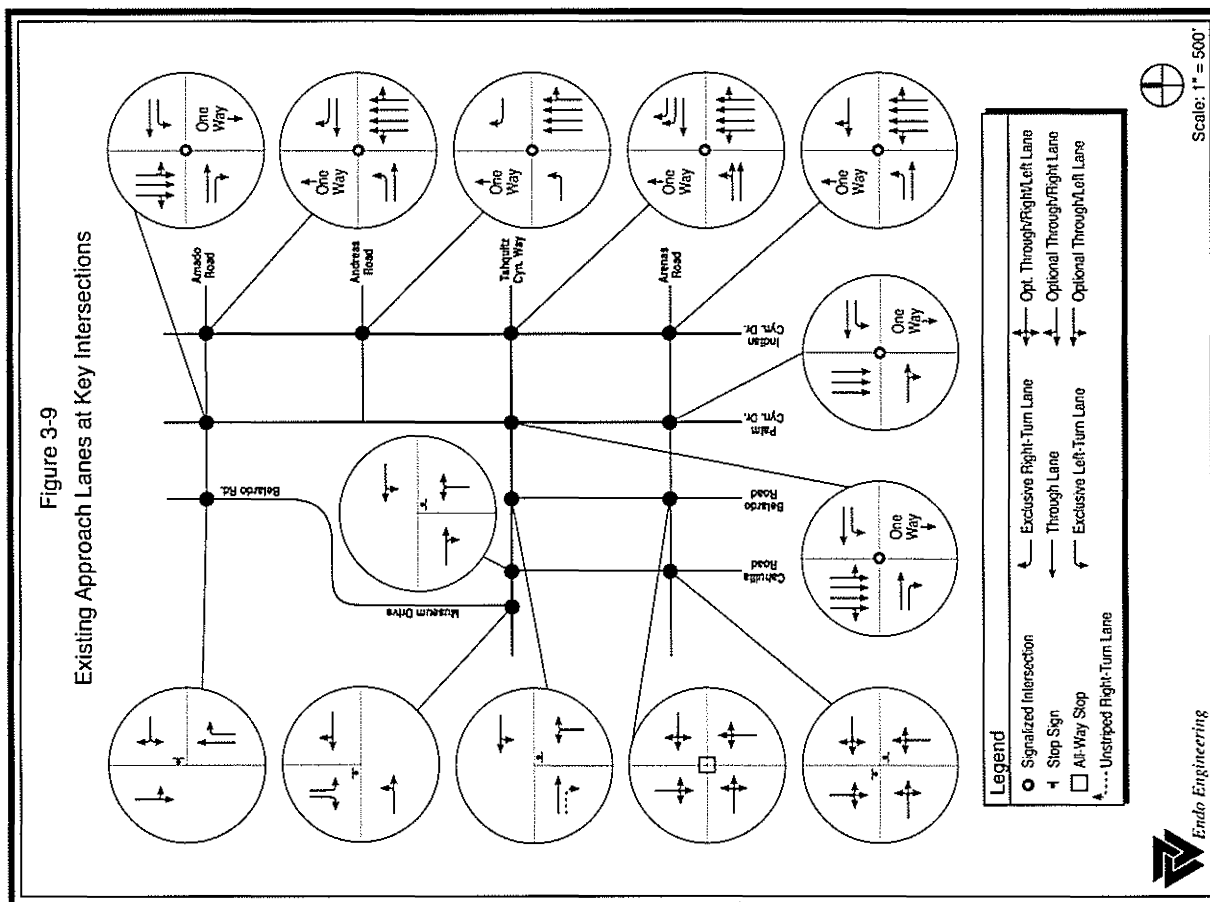 Figure 3-9
Existing Approach Lanes at Key Intersections
One
Way
One
Way
One
Way
One
Way
One
Way
Amado
Road
Andreas
Road
Tahquitz
Cyn. Way
Arenas
Road
Indian
Cyn. Dr.
Palm
Cyn. Dr.
Belardo Rd.
Belardo
Road
Cahuilla
Road
Museum Drive
One
Way
One
Way
Legend
Signalized Intersection
Stop Sign
All-Way Stop
Unstriped Right-Turn Lane
Exclusive Right-Turn Lane
Through Lane
Exclusive Left-Turn Lane
Opt. Through/Right/Left Lane
Optional Through/Right Lane
Optional Through/Left Lane
Endo Engineering
Scale: 1" = 500'